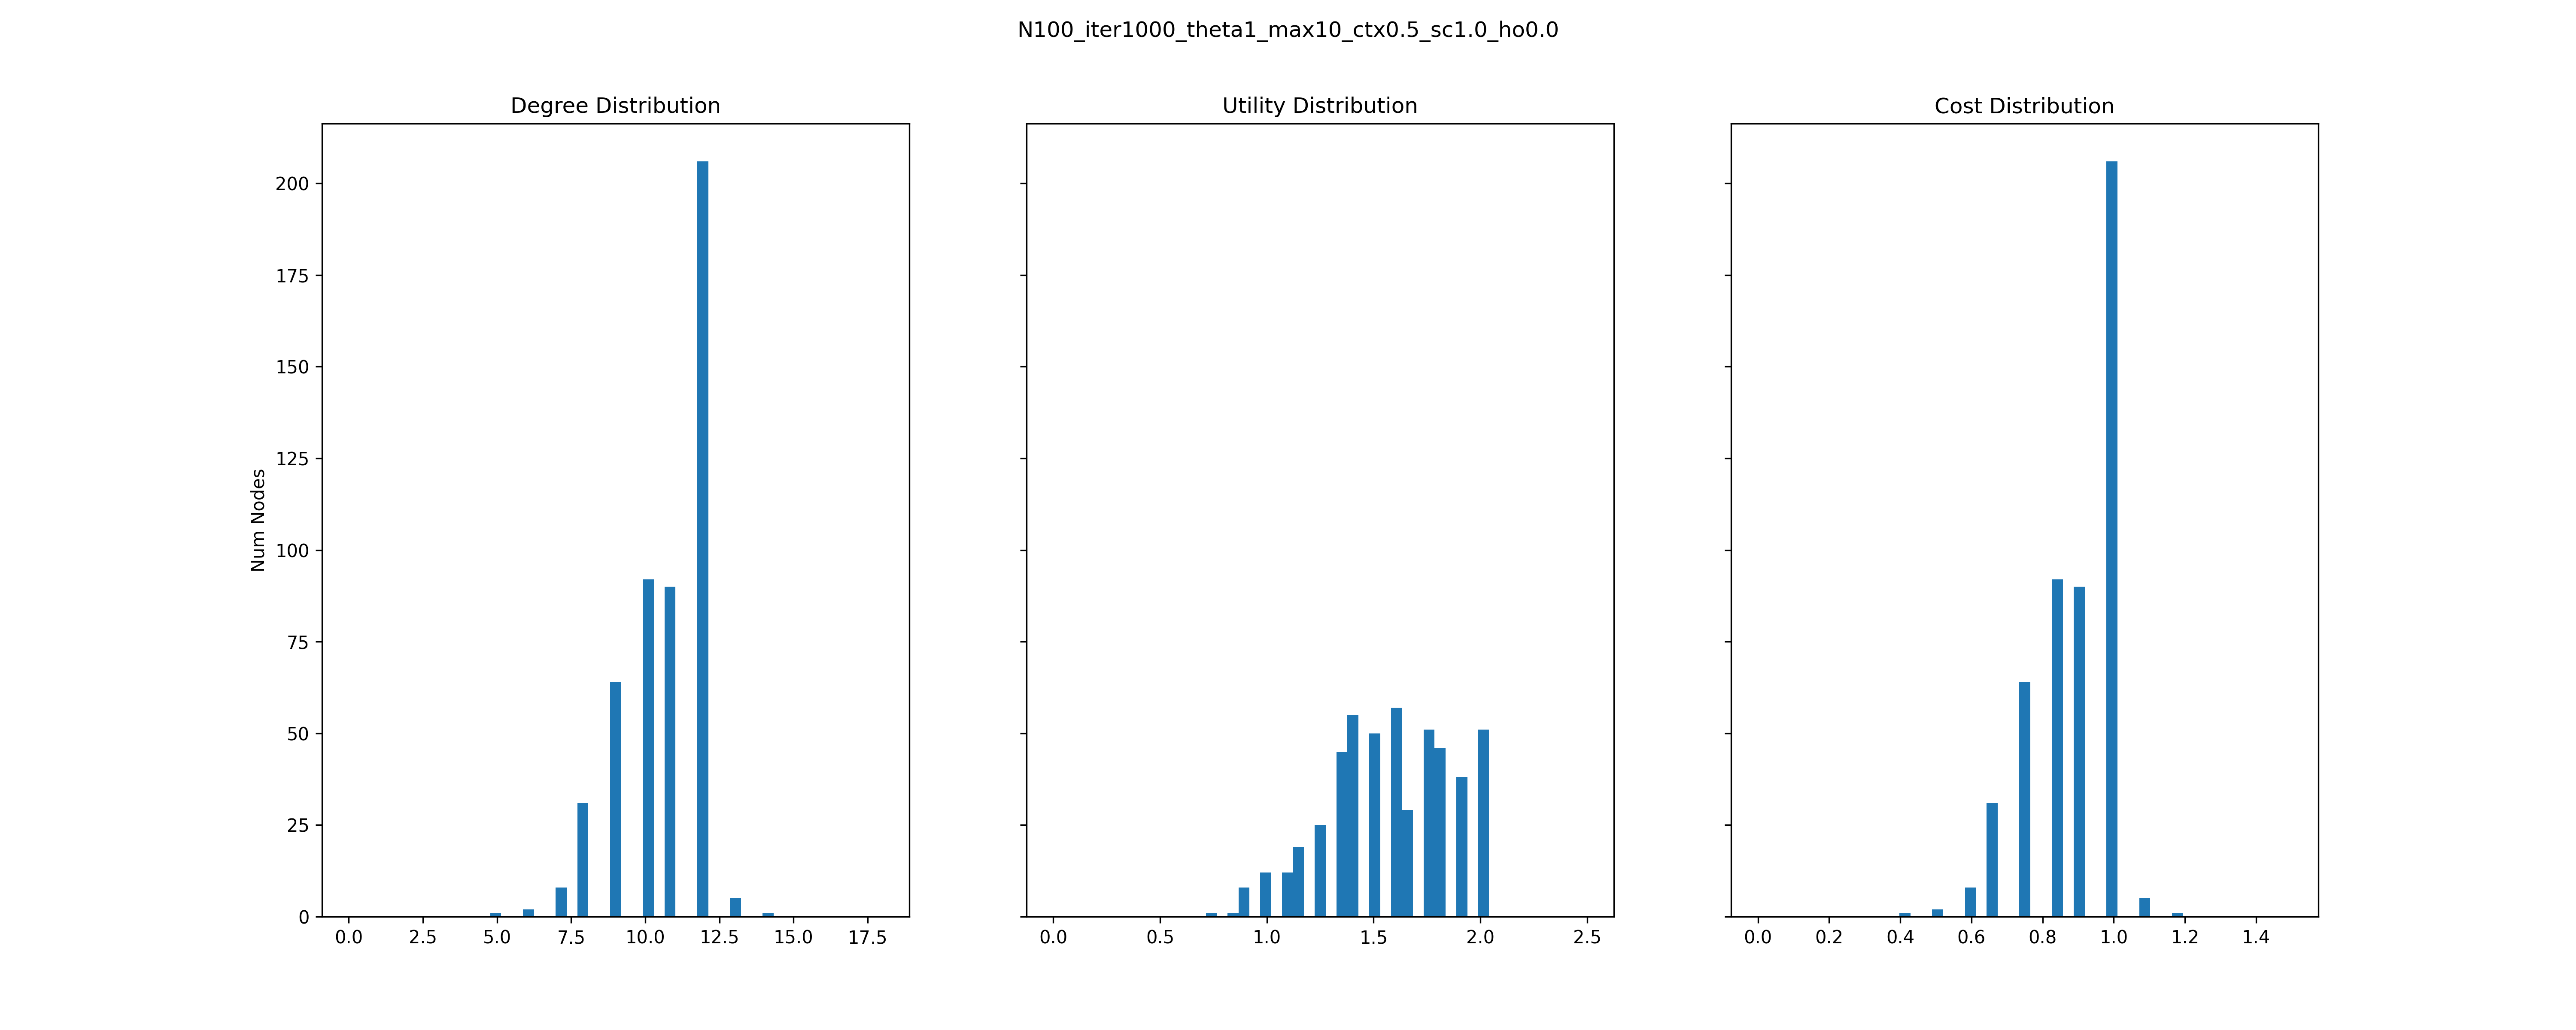 N100_iter1000_theta1_max10_ctx0.5_sc1.0_ho0.0
Degree Distribution
Num Nodes
200
175
150
125
100
75
50
25
0
0.0 2.5 5.0 7.5 10.0 12.5 15.0 17.5
Utility Distribution
0.0 0.5 1.0 1.5 2.0 2.5
Cost Distribution
0.0 0.2 0.4 0.6 0.8 1.0 1.2 1.4